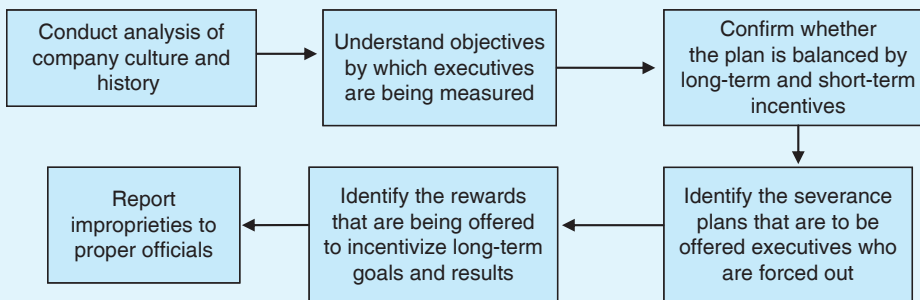 Conduct analysis of
company culture and
history
Understand objectives
by which executives
are being measured
Confirm whether
the plan is balanced by
long-term and short-term
incentives
Identify the severance
plans that are to be
offered executives who
are forced out
Identify the rewards
that are being offered
to incentivize long-term
goals and results
Report
improprieties to
proper officials